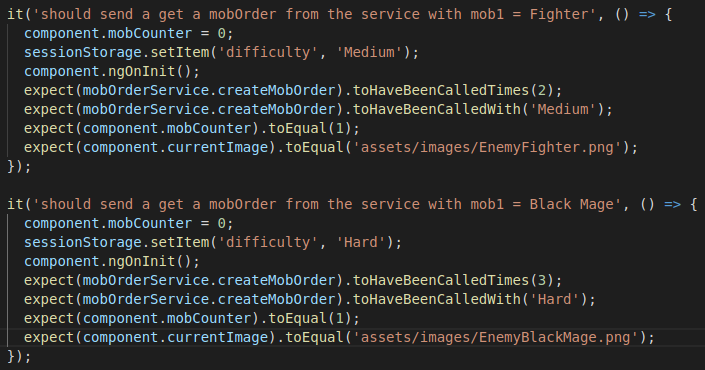 it('should send a get a mobOrder from the service with mob1 = Fighter', () => {
  component.mobCounter = 0;
  sessionStorage.setItem('difficulty', 'Medium');
  component.ngOnInit();
  expect(mobOrderService.createMobOrder).toHaveBeenCalledTimes(2);
  expect(mobOrderService.createMobOrder).toHaveBeenCalledWith('Medium');
  expect(component.mobCounter).toEqual(1);
  expect(component.currentImage).toEqual('assets/images/EnemyFighter.png');
});

it('should send a get a mobOrder from the service with mob1 = Black Mage', () => {
  component.mobCounter = 0;
  sessionStorage.setItem('difficulty', 'Hard');
  component.ngOnInit();
  expect(mobOrderService.createMobOrder).toHaveBeenCalledTimes(3);
  expect(mobOrderService.createMobOrder).toHaveBeenCalledWith('Hard');
  expect(component.mobCounter).toEqual(1);
  expect(component.currentImage).toEqual('assets/images/EnemyBlackMage.png');
});